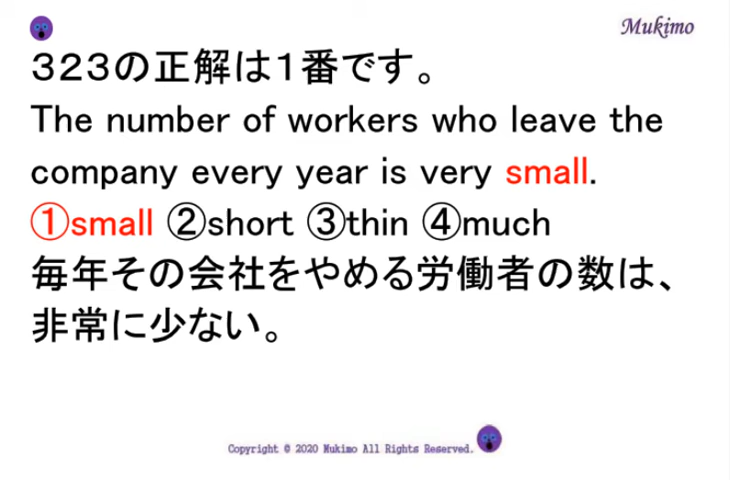 Mukimo
323の正解は1番です。
The number of workers who leave the
company every year is very small.
①small ②short ③thin ④much
毎年その会社をやめる労働者の数は、
非常に少ない。
Copyright © 2020 Mukimo All Rights Reserved.